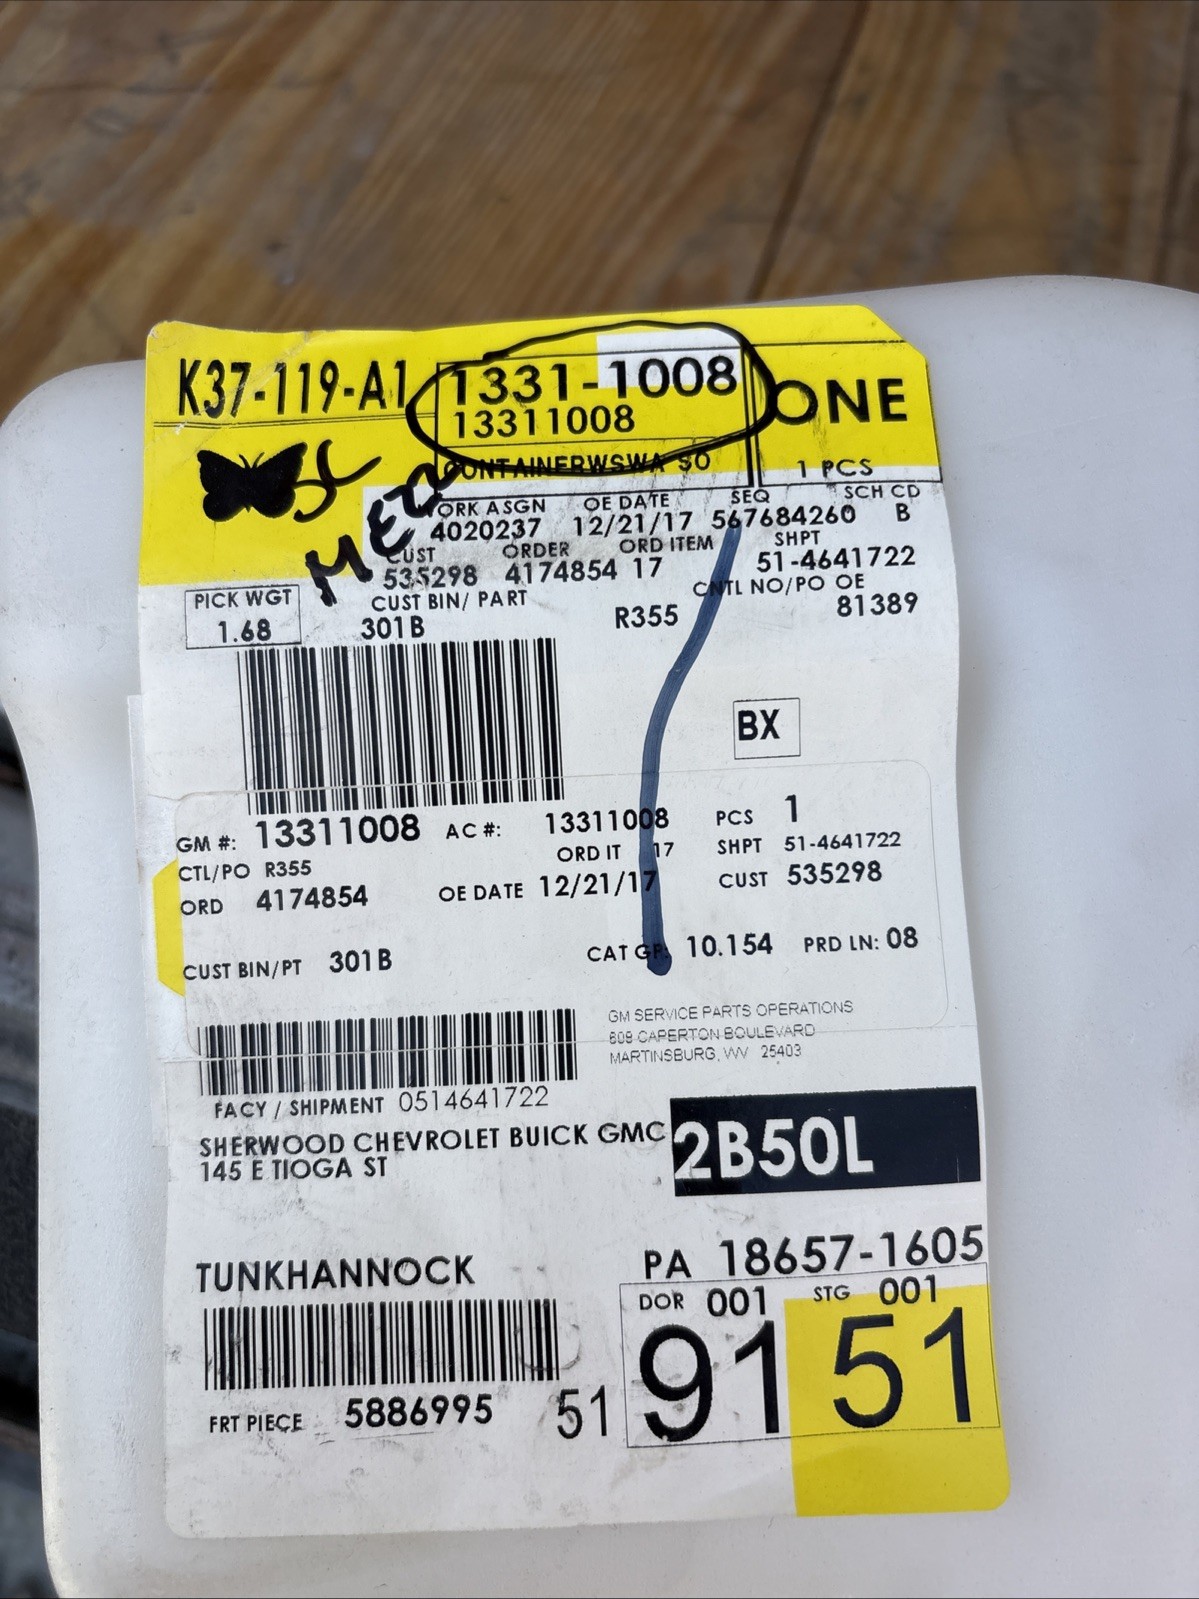 K37-119-A1
1331-1008
13311008
ONE
CONTAINERWSWA SO
1 PCS
WORK ASGN OE DATE SEQ SCH CD
4020237 12/21/17 567684260 B
CUST ORDER ORD ITEM SHPT
535298 4174854 17 51-4641722
PICK WGT CUST BIN/ PART CNTL NO/PO OE
1.68 301B R355 81389
BX
GM #: 13311008 AC #: 13311008 PCS 1
CTL/PO R355 ORD IT 17 SHPT 51-4641722
ORD 4174854 OE DATE 12/21/17 CUST 535298
CUST BIN/PT 301B CAT GP: 10.154 PRD LN: 08
GM SERVICE PARTS OPERATIONS
609 CAPERTON BOULEVARD
MARTINSBURG, WV 25403
FACY / SHIPMENT 0514641722
SHERWOOD CHEVROLET BUICK GMC
145 E TIOGA ST
2B50L
TUNKHANNOCK PA 18657-1605
DOR 001 STG 001
91 51
FRT PIECE 5886995 51